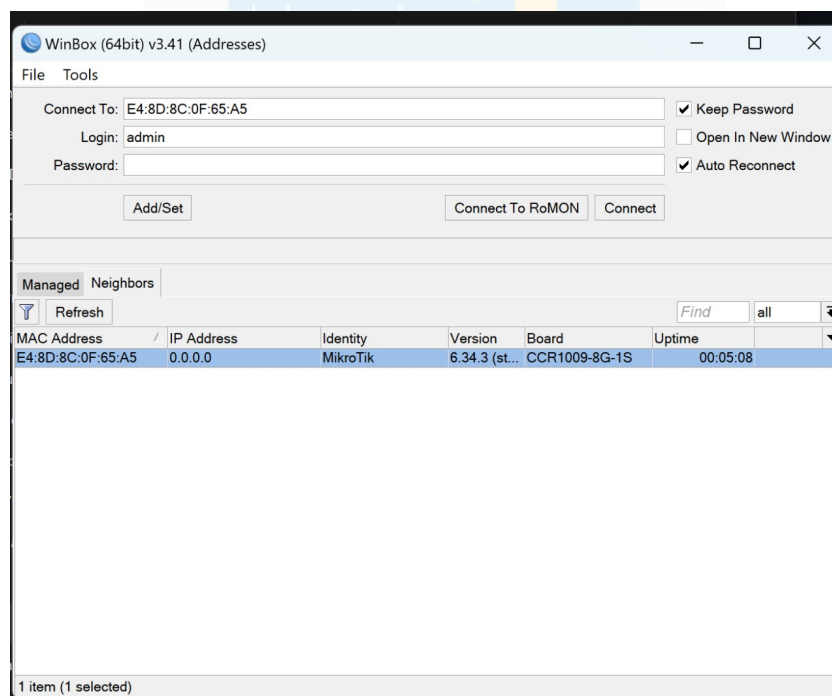 WinBox (64bit) v3.41 (Addresses)
File Tools
Connect To: E4:8D:8C:0F:65:A5
Keep Password
Login: admin
Open In New Window
Password:
Auto Reconnect
Add/Set Connect To RoMON Connect
Managed Neighbors
Refresh Find all
MAC Address IP Address Identity Version Board Uptime
E4:8D:8C:0F:65:A5 0.0.0.0 MikroTik 6.34.3 (st... CCR1009-8G-1S 00:05:08
1 item (1 selected)